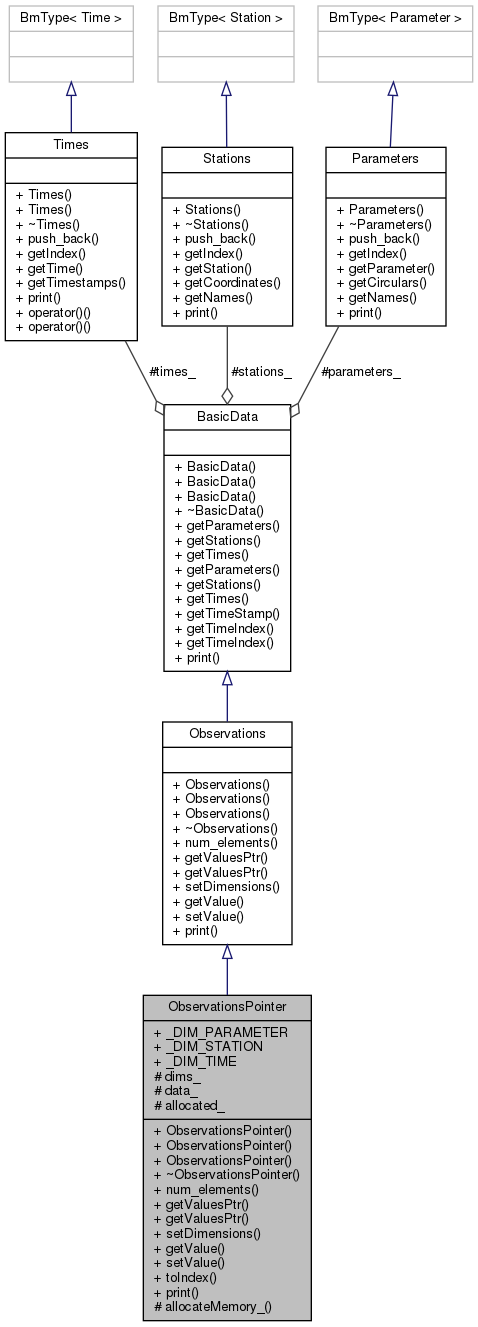 BmType< Time >
BmType< Station >
BmType< Parameter >
Times
+ Times()
+ Times()
+ ~Times()
+ push_back()
+ getIndex()
+ getTime()
+ getTimestamps()
+ print()
+ operator()()
+ operator()()
Stations
+ Stations()
+ ~Stations()
+ push_back()
+ getIndex()
+ getStation()
+ getCoordinates()
+ getNames()
+ print()
Parameters
+ Parameters()
+ ~Parameters()
+ push_back()
+ getIndex()
+ getParameter()
+ getCirculars()
+ getNames()
+ print()
#times_
#stations_
#parameters_
BasicData
+ BasicData()
+ BasicData()
+ BasicData()
+ ~BasicData()
+ getParameters()
+ getStations()
+ getTimes()
+ getParameters()
+ getStations()
+ getTimes()
+ getTimeStamp()
+ getTimeIndex()
+ getTimeIndex()
+ print()
Observations
+ Observations()
+ Observations()
+ Observations()
+ ~Observations()
+ num_elements()
+ getValuesPtr()
+ getValuesPtr()
+ setDimensions()
+ getValue()
+ setValue()
+ print()
ObservationsPointer
+ _DIM_PARAMETER
+ _DIM_STATION
+ _DIM_TIME
# dims_
# data_
# allocated_
+ ObservationsPointer()
+ ObservationsPointer()
+ ObservationsPointer()
+ ~ObservationsPointer()
+ num_elements()
+ getValuesPtr()
+ getValuesPtr()
+ setDimensions()
+ getValue()
+ setValue()
+ toIndex()
+ print()
# allocateMemory_()